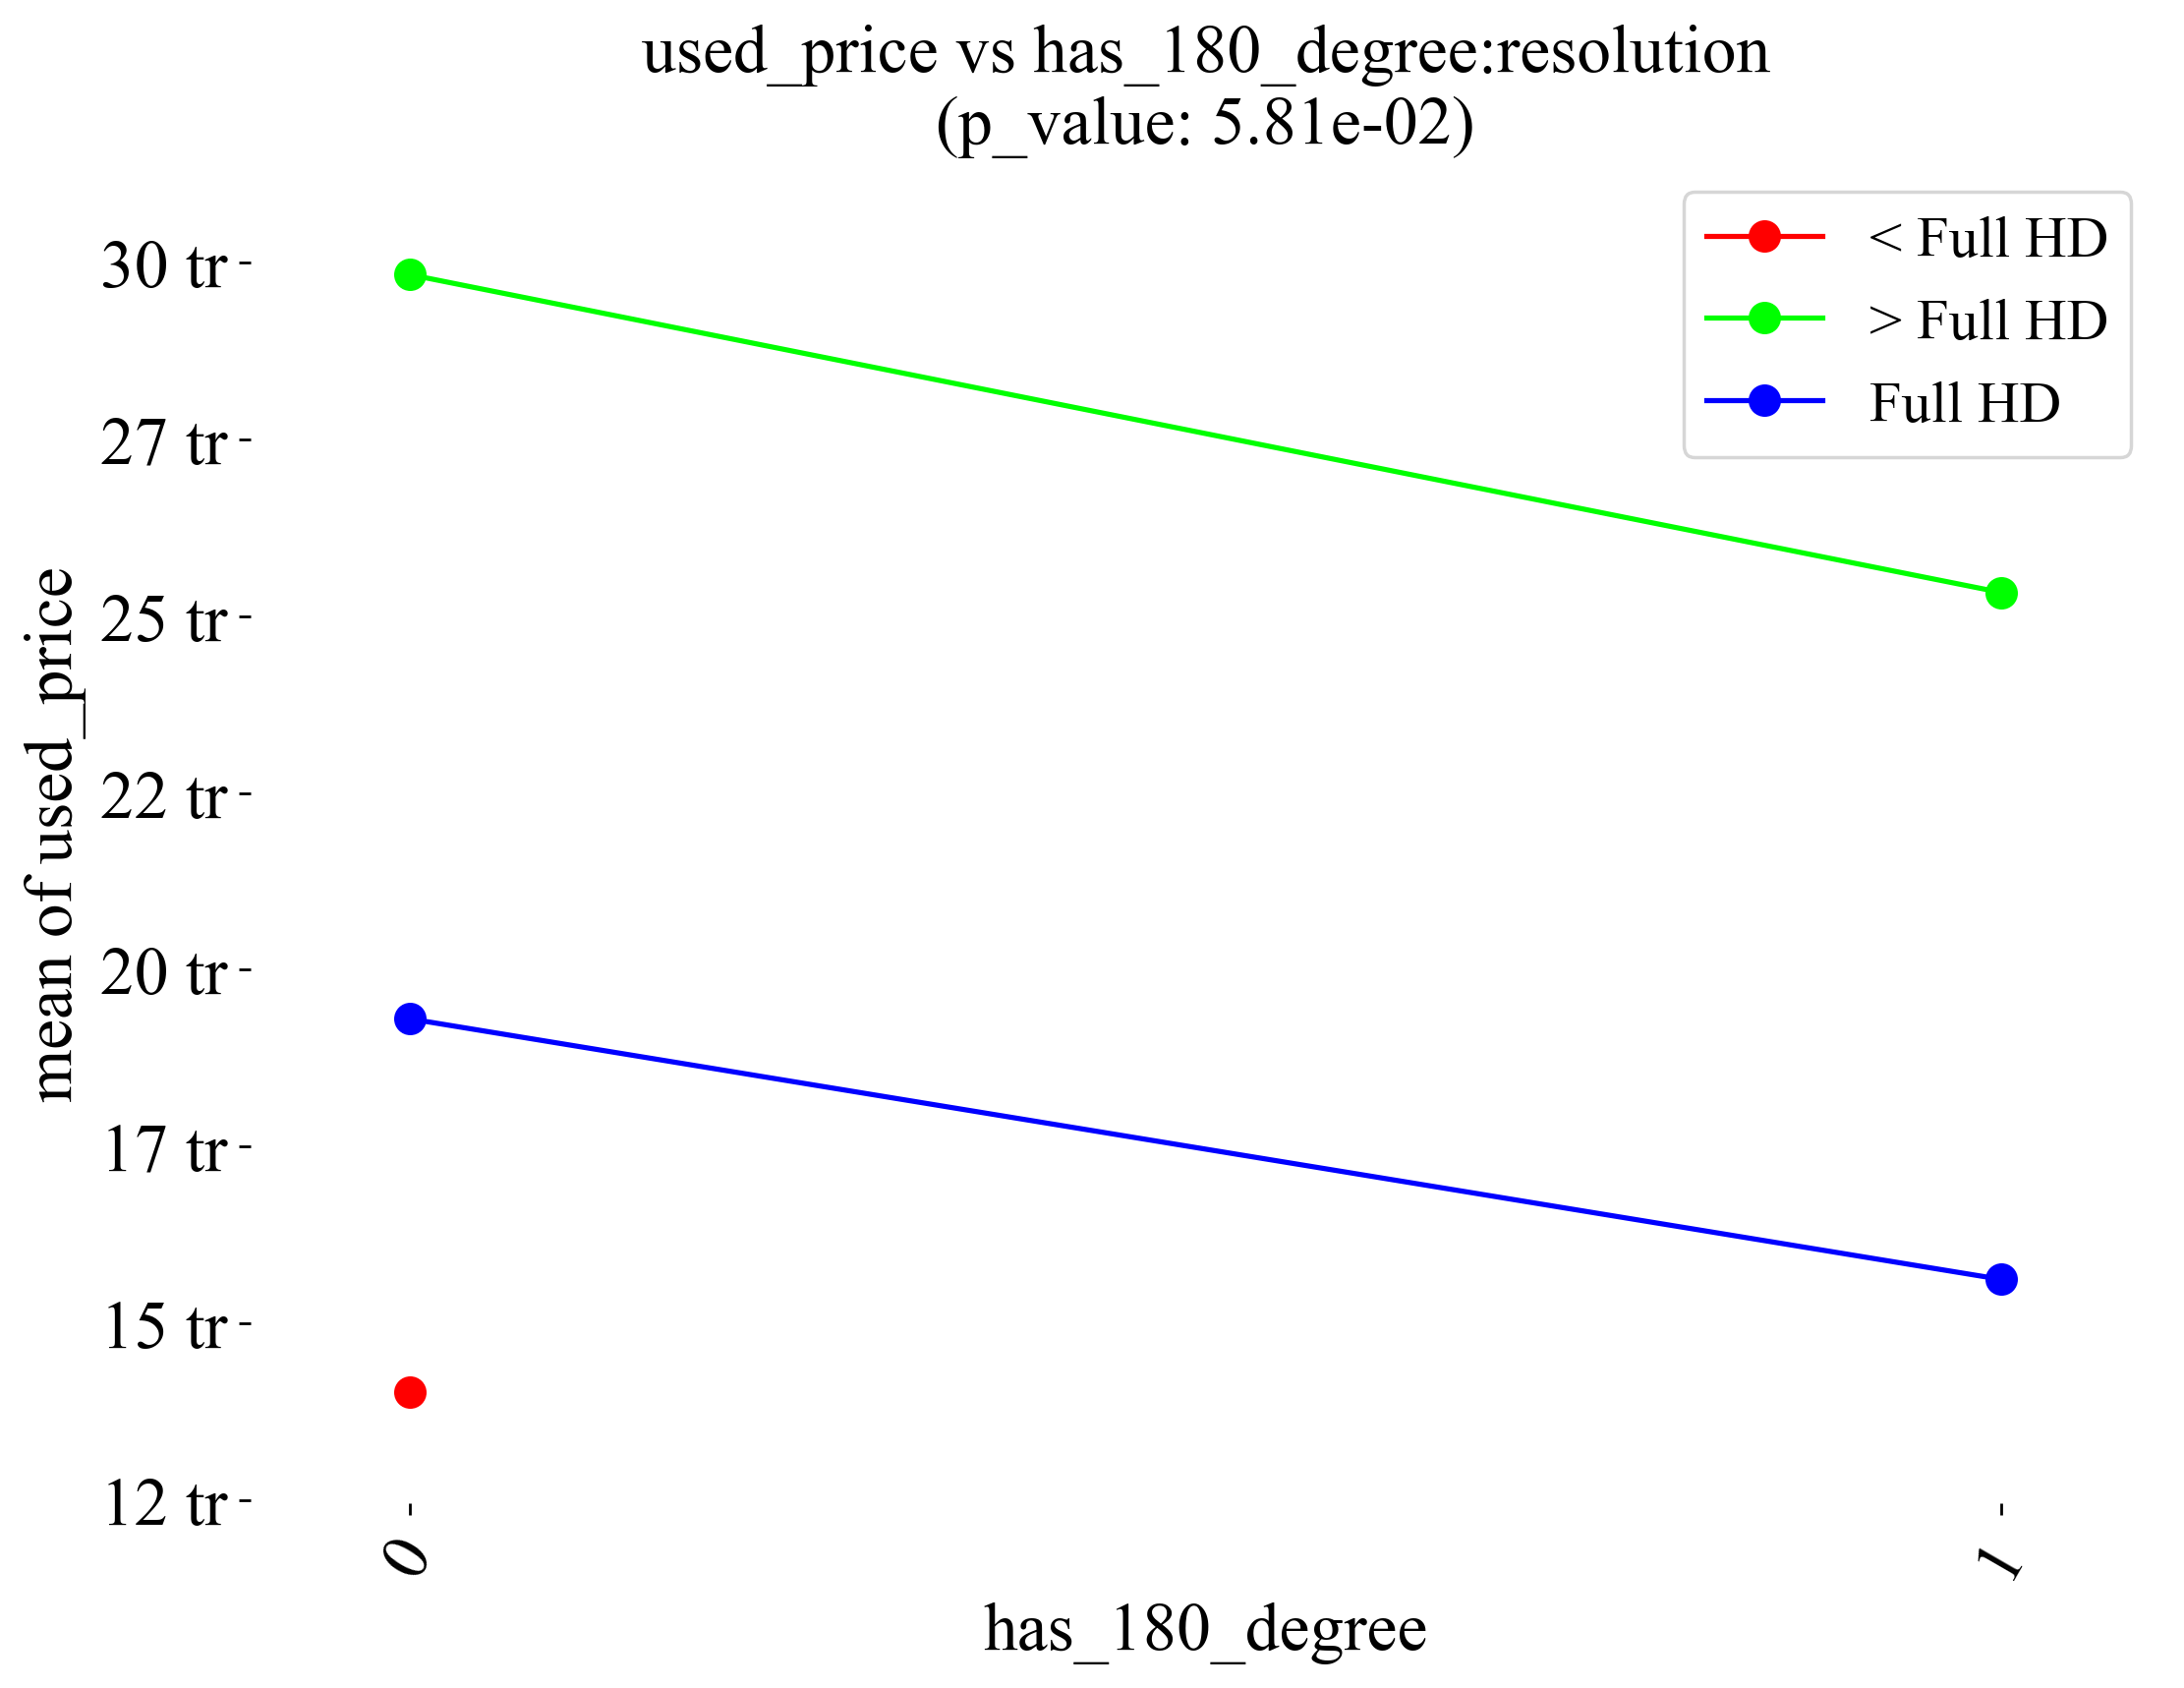 used_price vs has_180_degree:resolution
(p_value: 5.81e-02)
< Full HD
> Full HD
Full HD
30 tr
27 tr
25 tr
22 tr
20 tr
17 tr
15 tr
12 tr
mean of used_price
0
1
has_180_degree